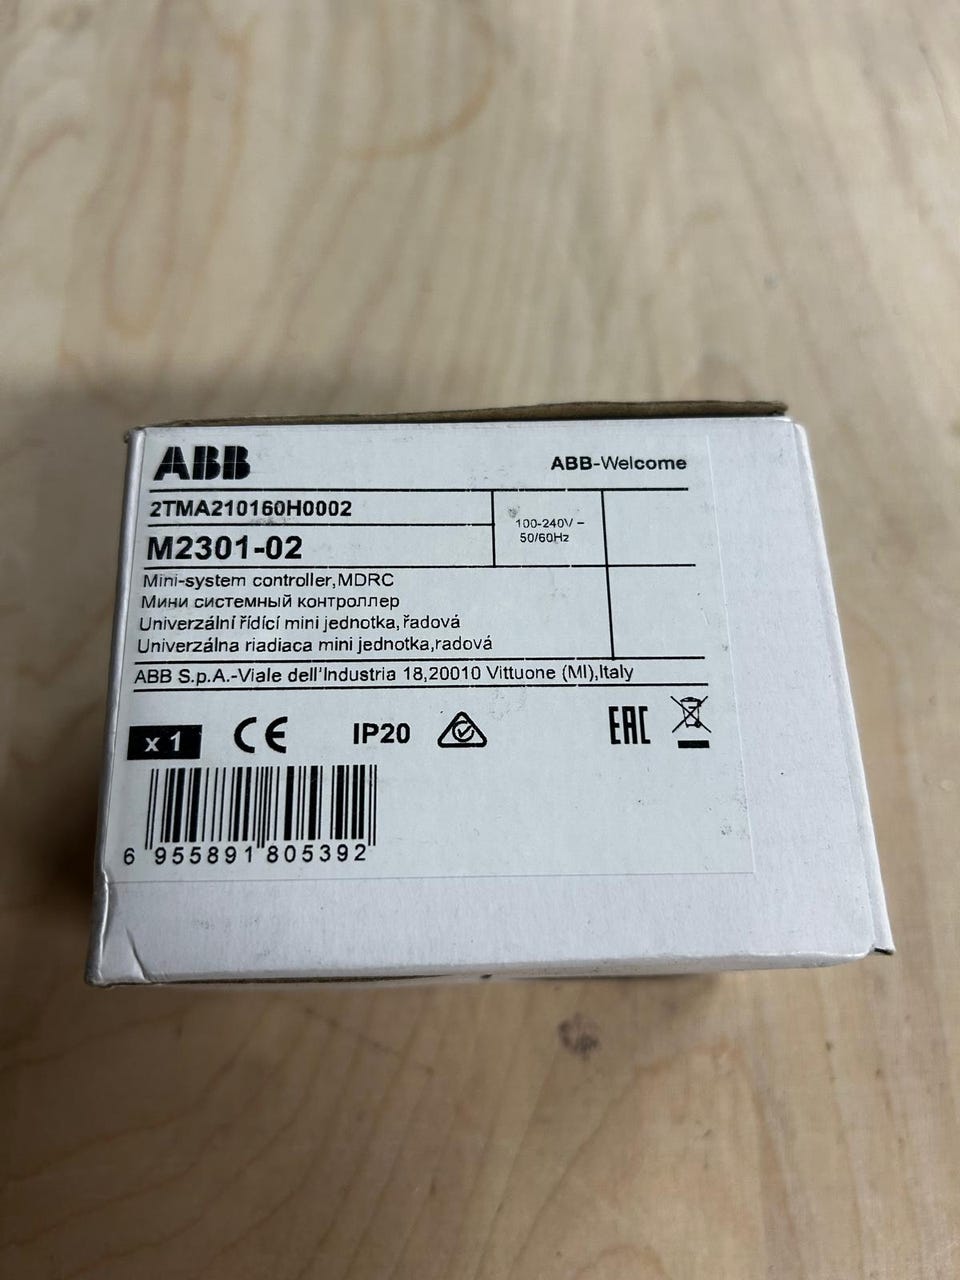 ABB
ABB-Welcome
2TMA210160H0002
M2301-02
100-240V ~
50/60Hz
Mini-system controller,MDRC
Мини системный контроллер
Univerzální řídící mini jednotka,řadová
Univerzálna riadiaca mini jednotka,radová
ABB S.p.A.-Viale dell'Industria 18,20010 Vittuone (MI),Italy
x 1
CE
IP20
EAC
6 955891 805392